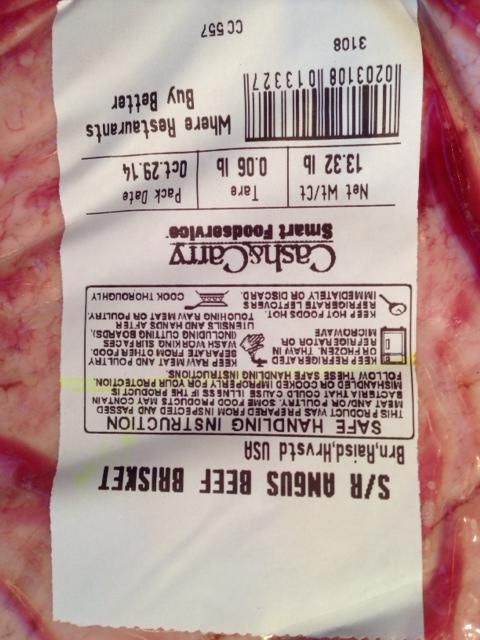 S/R ANGUS BEEF BRISKET
Brn,Raisd,Hrvstd USA
SAFE HANDLING INSTRUCTION
THIS PRODUCT WAS PREPARED FROM INSPECTED AND PASSED
MEAT AND/OR POULTRY. SOME FOOD PRODUCTS MAY CONTAIN
BACTERIA THAT COULD CAUSE ILLNESS IF THE PRODUCT IS
MISHANDLED OR COOKED IMPROPERLY FOR YOUR PROTECTION,
FOLLOW THESE SAFE HANDLING INSTRUCTIONS.
KEEP REFRIGERATED
OR FROZEN. THAW IN
REFRIGERATOR OR
MICROWAVE
KEEP RAW MEAT AND POULTRY
SEPARATE FROM OTHER FOOD.
WASH WORKING SURFACES
(INCLUDING CUTTING BOARDS),
UTENSILS AND HANDS AFTER
TOUCHING RAW MEAT OR POULTRY.
KEEP HOT FOODS HOT.
REFRIGERATE LEFTOVERS
IMMEDIATELY OR DISCARD.
COOK THOROUGHLY
Cash&Carry
Smart Foodservice
Net Wt/Ct Tare Pack Date
13.32 lb 0.06 lb Oct.29.14
0203108 013327
Where Restaurants
Buy Better
3108
CC 557